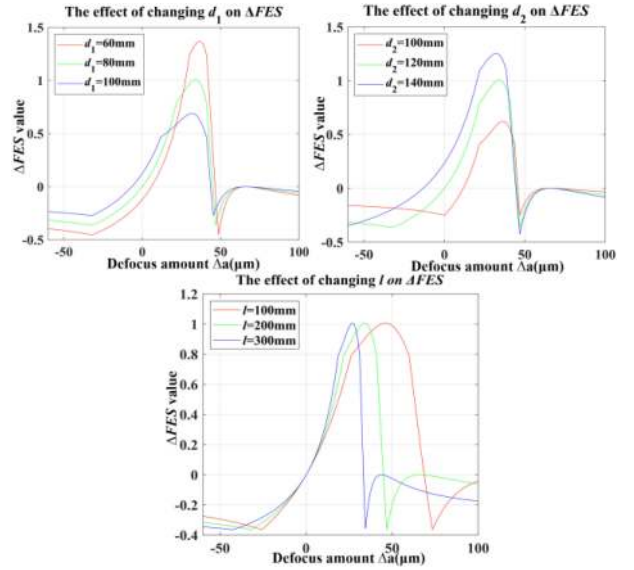 The effect of changing d₁ on ΔFES
d₁=60mm
d₁=80mm
d₁=100mm
1.5
1
0.5
0
-0.5
ΔFES value
-50 0 50 100
Defocus amount Δa(μm)
The effect of changing d₂ on ΔFES
d₂=100mm
d₂=120mm
d₂=140mm
1.5
1
0.5
0
-0.5
ΔFES value
-50 0 50 100
Defocus amount Δa(μm)
The effect of changing l on ΔFES
l=100mm
l=200mm
l=300mm
1.2
1
0.8
0.6
0.4
0.2
0
-0.2
-0.4
ΔFES value
-50 0 50 100
Defocus amount Δa(μm)